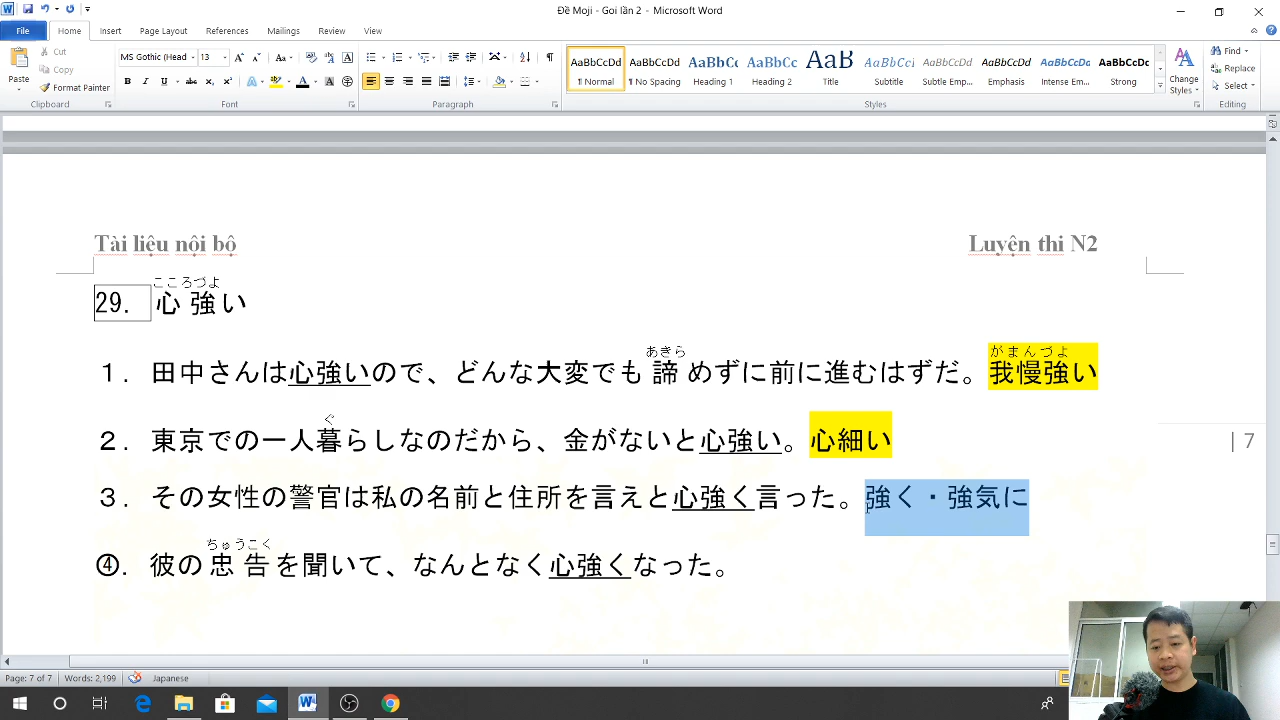 Đề Moji - Goi lần 2 - Microsoft Word
File Home Insert Page Layout References Mailings Review View
Paste
Cut
Copy
Format Painter
Clipboard
MS Gothic (Head 13
Font
Paragraph
AaBbCcDd AaBbCcDd AaBbC( AaBbCc AaB AaBbCcl AaBbCcDd AaBbCcDd AaBbCcDd AaBbCcDc
¶ Normal ¶ No Spacing Heading 1 Heading 2 Title Subtitle Subtle Emp... Emphasis Intense Em... Strong
Change Styles
Styles
Find
Replace
Select
Editing
Tài liệu nội bộ Luyện thi N2
こころづよ
29. 心強い
あきら がまんづよ
1. 田中さんは心強いので、どんな大変でも諦めずに前に進むはずだ。我慢強い
ぐ
2. 東京での一人暮らしなのだから、金がないと心強い。心細い
| 7
3. その女性の警官は私の名前と住所を言えと心強く言った。強く・強気に
ちゅうこく
④. 彼の忠告を聞いて、なんとなく心強くなった。
Page: 7 of 7 Words: 2,199 Japanese